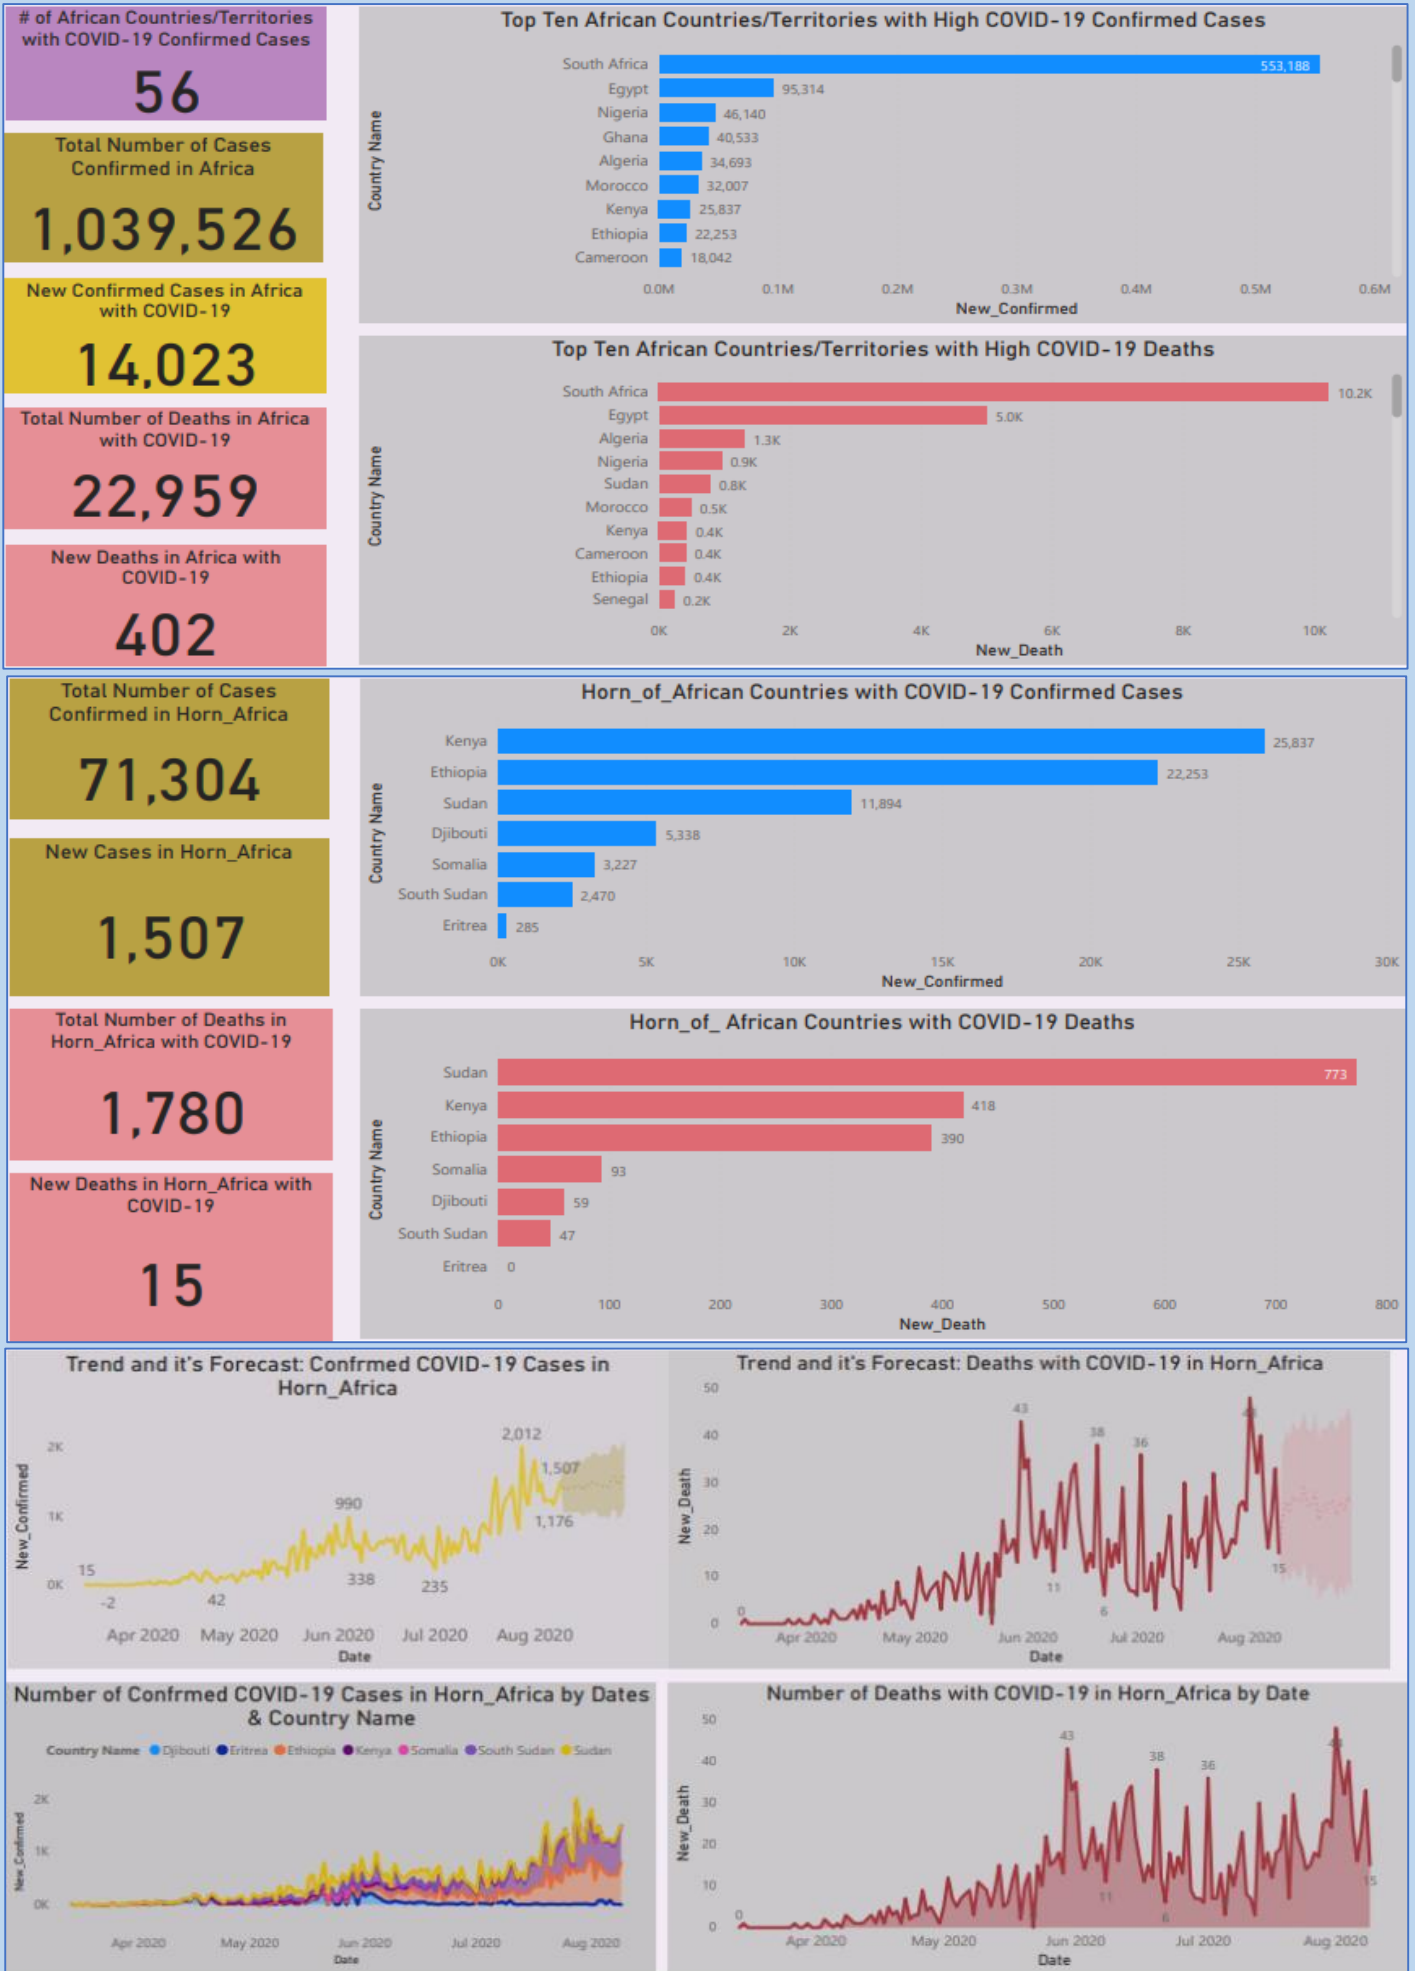 # of African Countries/Territories
with COVID-19 Confirmed Cases
56
Total Number of Cases
Confirmed in Africa
1,039,526
New Confirmed Cases in Africa
with COVID-19
14,023
Total Number of Deaths in Africa
with COVID-19
22,959
New Deaths in Africa with
COVID-19
402
Top Ten African Countries/Territories with High COVID-19 Confirmed Cases
Country Name
South Africa 553,188
Egypt 95,314
Nigeria 46,140
Ghana 40,533
Algeria 34,693
Morocco 32,007
Kenya 25,837
Ethiopia 22,253
Cameroon 18,042
0.0M 0.1M 0.2M 0.3M 0.4M 0.5M 0.6M
New_Confirmed
Top Ten African Countries/Territories with High COVID-19 Deaths
Country Name
South Africa 10.2K
Egypt 5.0K
Algeria 1.3K
Nigeria 0.9K
Sudan 0.8K
Morocco 0.5K
Kenya 0.4K
Cameroon 0.4K
Ethiopia 0.4K
Senegal 0.2K
0K 2K 4K 6K 8K 10K
New_Death
Total Number of Cases
Confirmed in Horn_Africa
71,304
New Cases in Horn_Africa
1,507
Total Number of Deaths in
Horn_Africa with COVID-19
1,780
New Deaths in Horn_Africa with
COVID-19
15
Horn_of_African Countries with COVID-19 Confirmed Cases
Country Name
Kenya 25,837
Ethiopia 22,253
Sudan 11,894
Djibouti 5,338
Somalia 3,227
South Sudan 2,470
Eritrea 285
0K 5K 10K 15K 20K 25K 30K
New_Confirmed
Horn_of_ African Countries with COVID-19 Deaths
Country Name
Sudan 773
Kenya 418
Ethiopia 390
Somalia 93
Djibouti 59
South Sudan 47
Eritrea 0
0 100 200 300 400 500 600 700 800
New_Death
Trend and it's Forecast: Confrmed COVID-19 Cases in
Horn_Africa
New_Confirmed
2K
1K
0K
15
-2
42
990
338
235
2,012
1,507
1,176
Apr 2020 May 2020 Jun 2020 Jul 2020 Aug 2020
Date
Trend and it's Forecast: Deaths with COVID-19 in Horn_Africa
New_Death
50
40
30
20
10
0
0
43
11
38
6
36
15
Apr 2020 May 2020 Jun 2020 Jul 2020 Aug 2020
Date
Number of Confrmed COVID-19 Cases in Horn_Africa by Dates
& Country Name
Country Name Djibouti Eritrea Ethiopia Kenya Somalia South Sudan Sudan
New_Confirmed
2K
1K
0K
Apr 2020 May 2020 Jun 2020 Jul 2020 Aug 2020
Date
Number of Deaths with COVID-19 in Horn_Africa by Date
New_Death
50
40
30
20
10
0
0
43
11
38
6
36
15
Apr 2020 May 2020 Jun 2020 Jul 2020 Aug 2020
Date